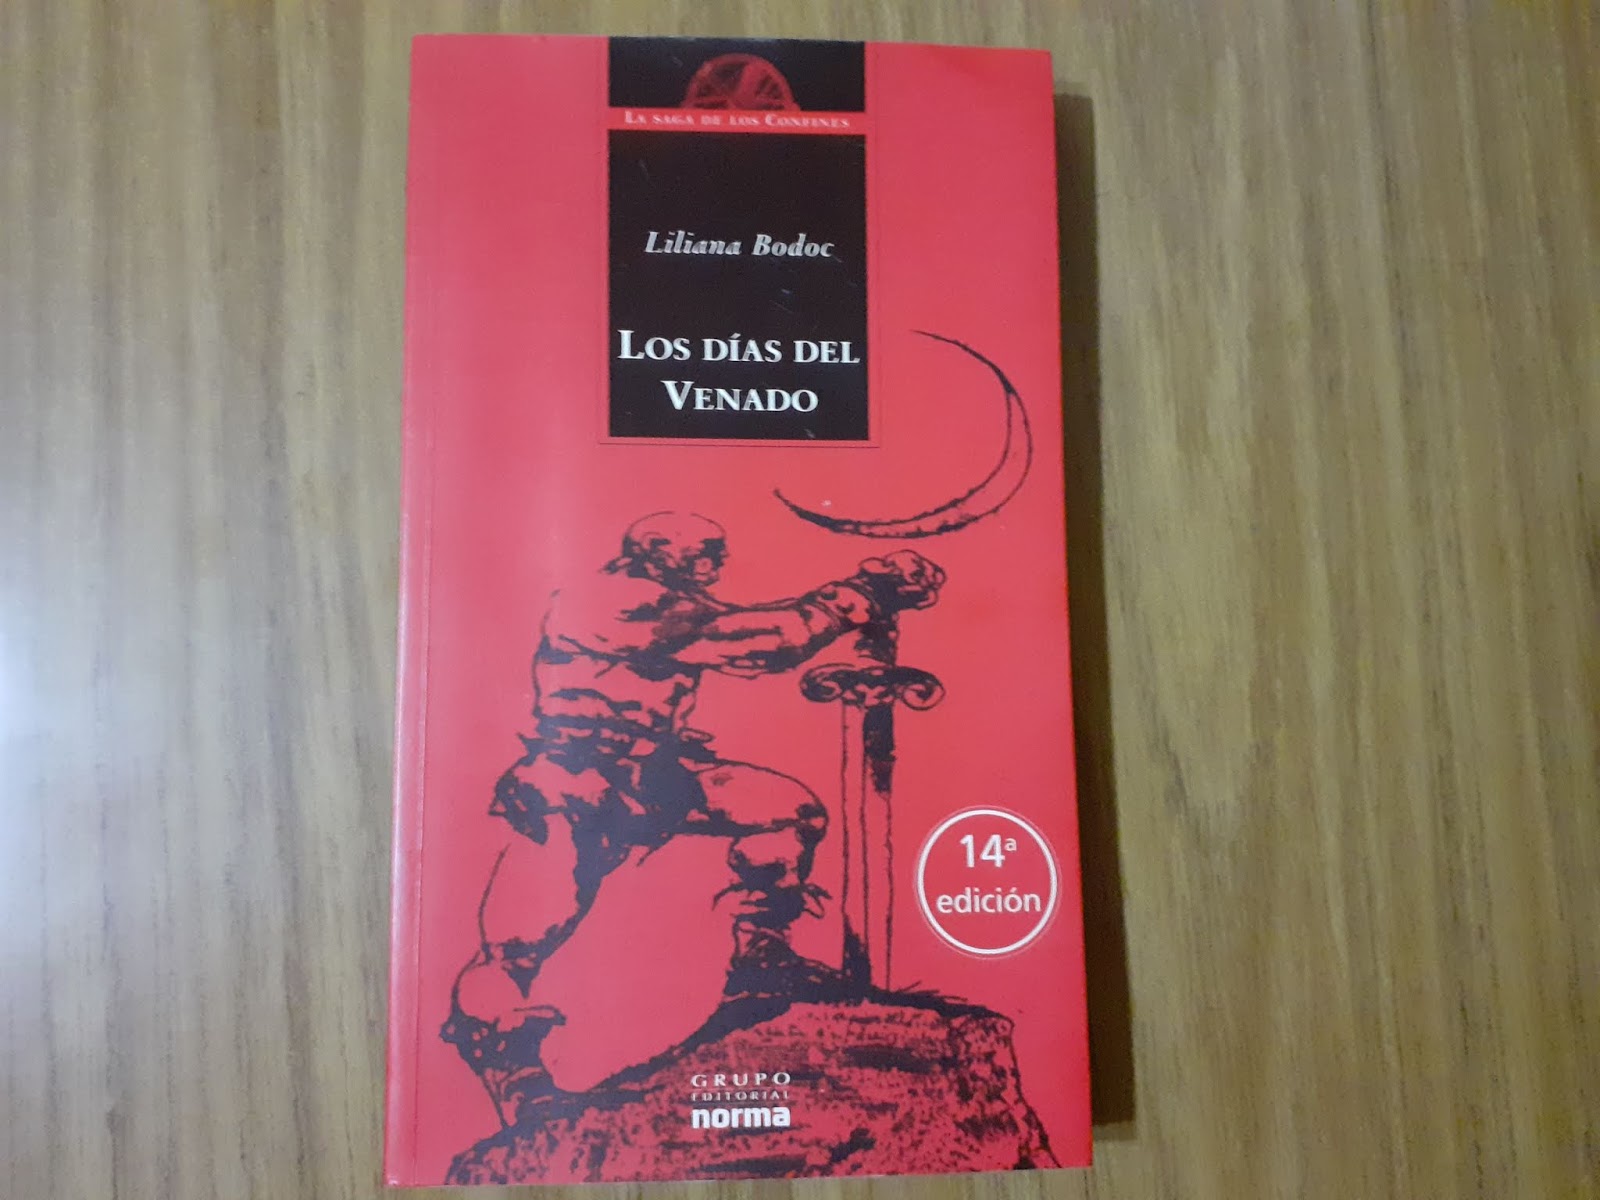 La saga de los Confines
Liliana Bodoc
Los días del
Venado
14ª
edición
GRUPO
EDITORIAL
norma